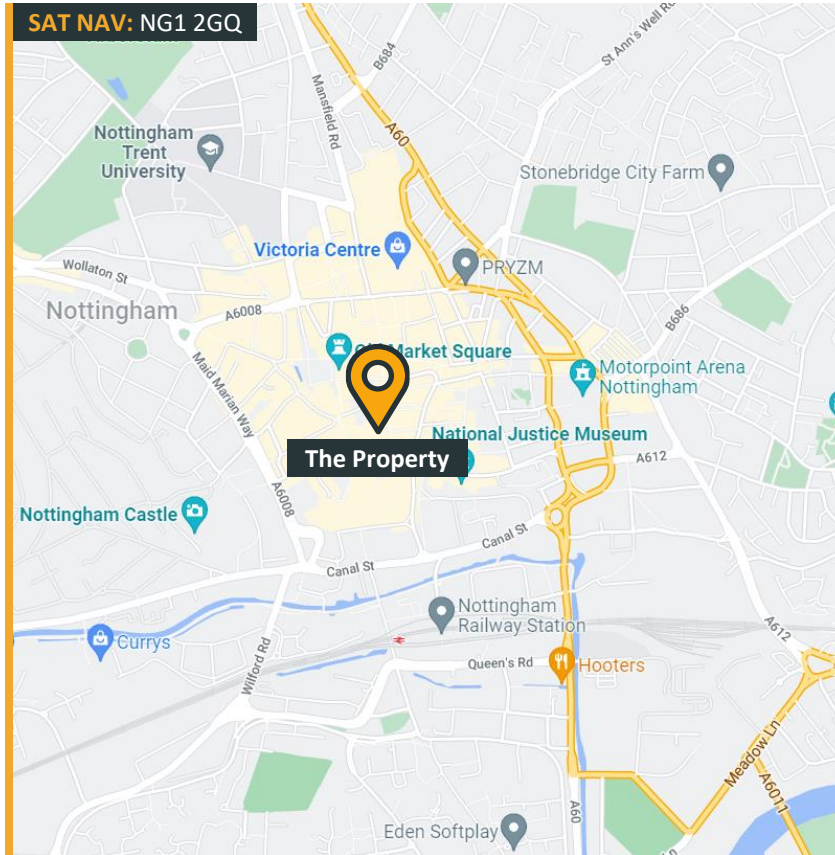 SAT NAV: NG1 2GQ
B684
St Ann's Well Rd
Mansfield Rd
A60
Nottingham
Trent
University
Stonebridge City Farm
Victoria Centre
PRYZM
Wollaton St
B686
Nottingham
A6008
Market Square
Motorpoint Arena
Nottingham
Maid Marian Way
National Justice Museum
The Property
A612
A6008
Nottingham Castle
Canal St
Canal St
Nottingham
Railway Station
Currys
A612
Wilford Rd
Queen's Rd
Hooters
Meadow Ln
A6011
A60
Eden Softplay